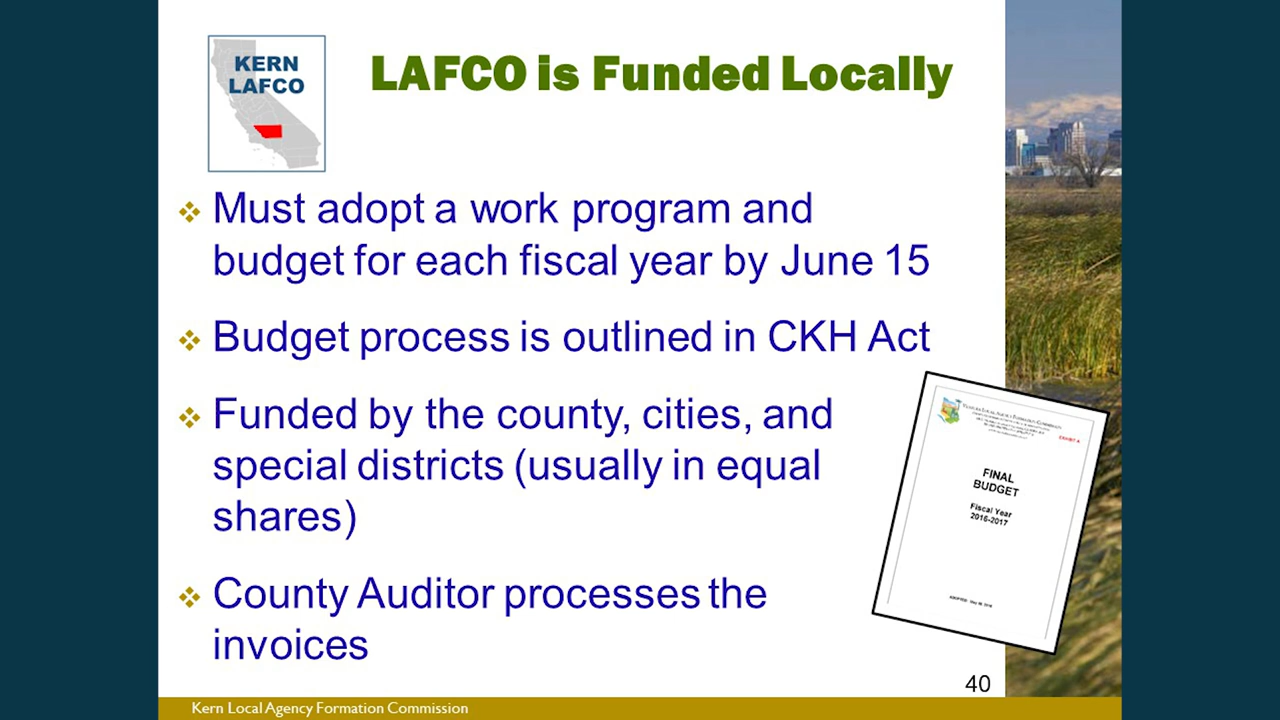 KERN
LAFCO
LAFCO is Funded Locally
Must adopt a work program and
budget for each fiscal year by June 15
Budget process is outlined in CKH Act
Funded by the county, cities, and
special districts (usually in equal
shares)
County Auditor processes the
invoices
EXHIBIT A
FINAL
BUDGET
Fiscal Year
2016-2017
40
Kern Local Agency Formation Commission